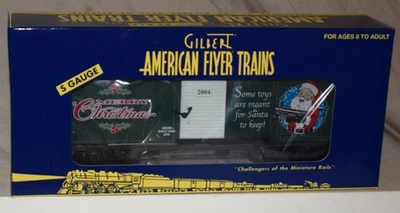 GILBERT
AMERICAN FLYER TRAINS
FOR AGES 8 TO ADULT
S GAUGE
MERRY
Christmas
2004
Some toys
are meant
for Santa
to keep!
"Challengers of the Miniature Rails"